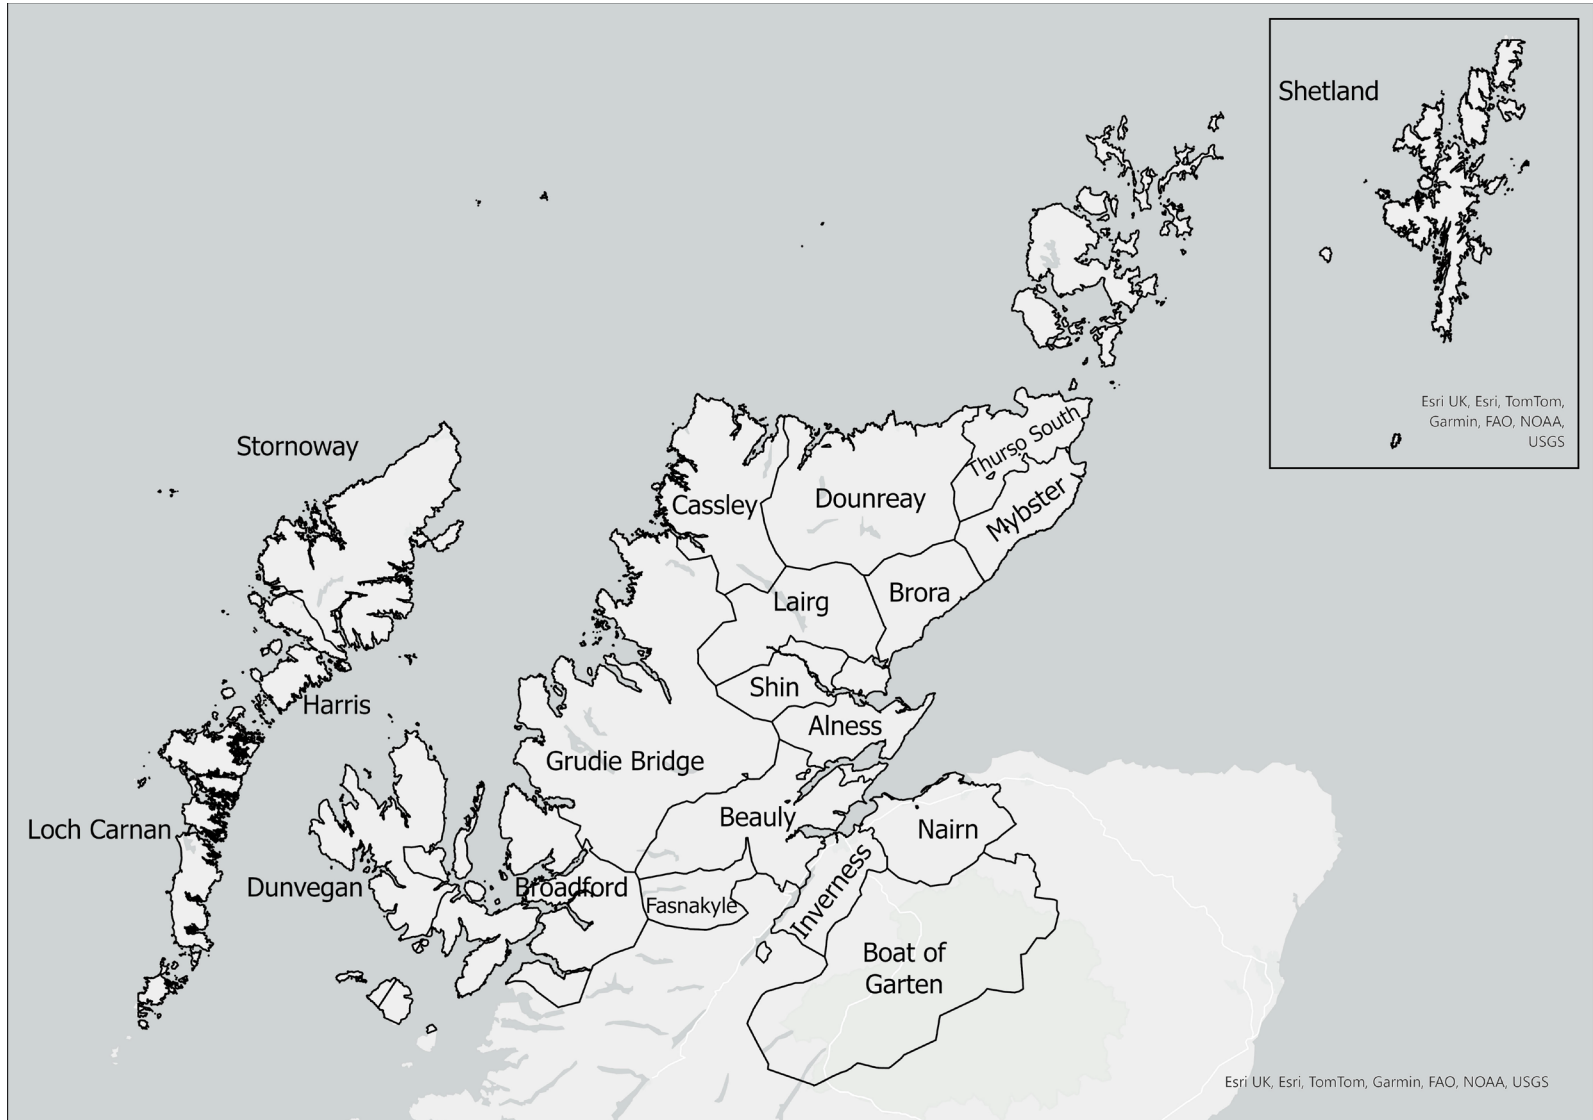 Shetland
Esri UK, Esri, TomTom,
Garmin, FAO, NOAA,
USGS
Stornoway
Thurso South
Cassley
Dounreay
Mybster
Lairg
Brora
Harris
Shin
Alness
Grudie Bridge
Loch Carnan
Beauly
Nairn
Dunvegan
Broadford
Fasnakyle
Inverness
Boat of
Garten
Esri UK, Esri, TomTom, Garmin, FAO, NOAA, USGS